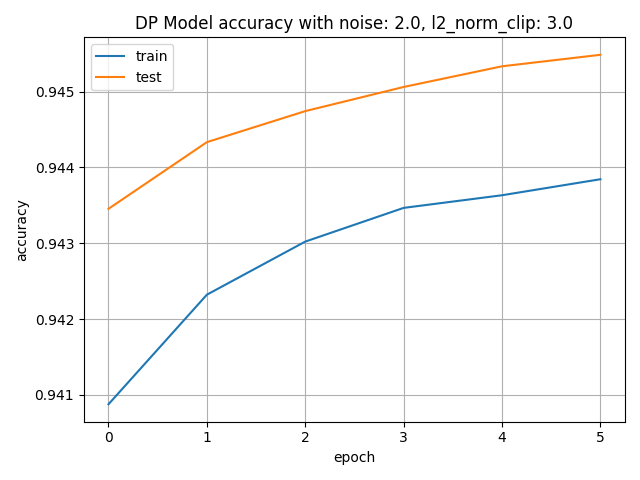 DP Model accuracy with noise: 2.0, l2_norm_clip: 3.0
train
test
accuracy
0.945
0.944
0.943
0.942
0.941
0 1 2 3 4 5
epoch